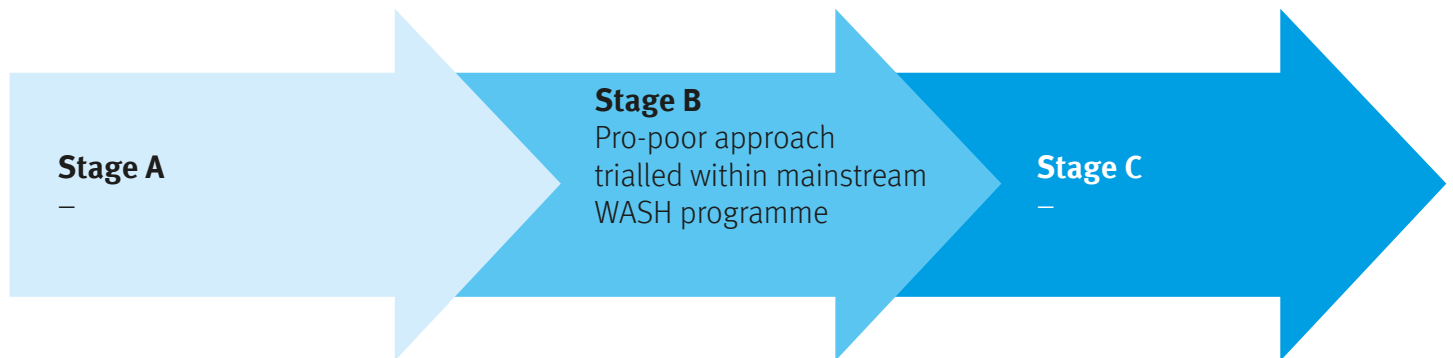 Stage A
–
Stage B
Pro-poor approach
trialled within mainstream
WASH programme
Stage C
–